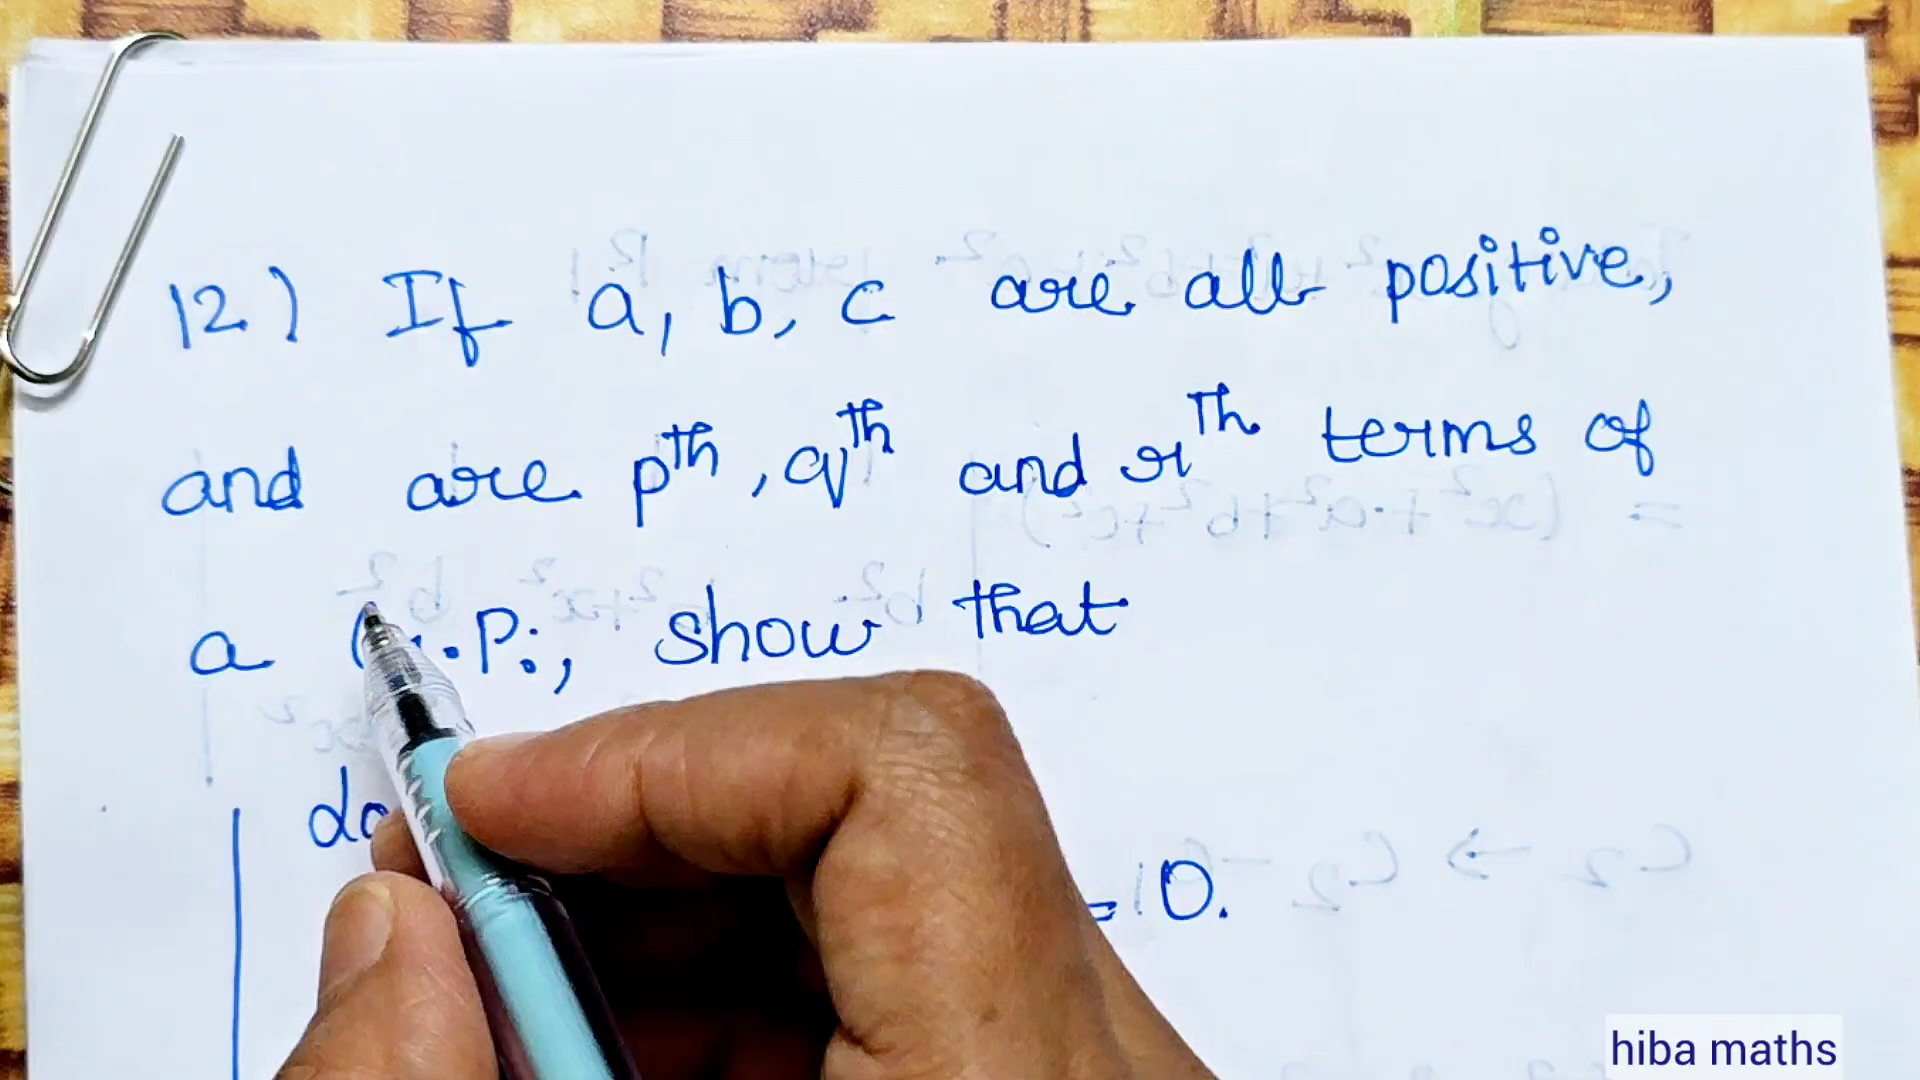 12.) If a, b, c are all positive,
and are pth, qth and rth terms of
a G.P., show that
= 0.
hiba maths